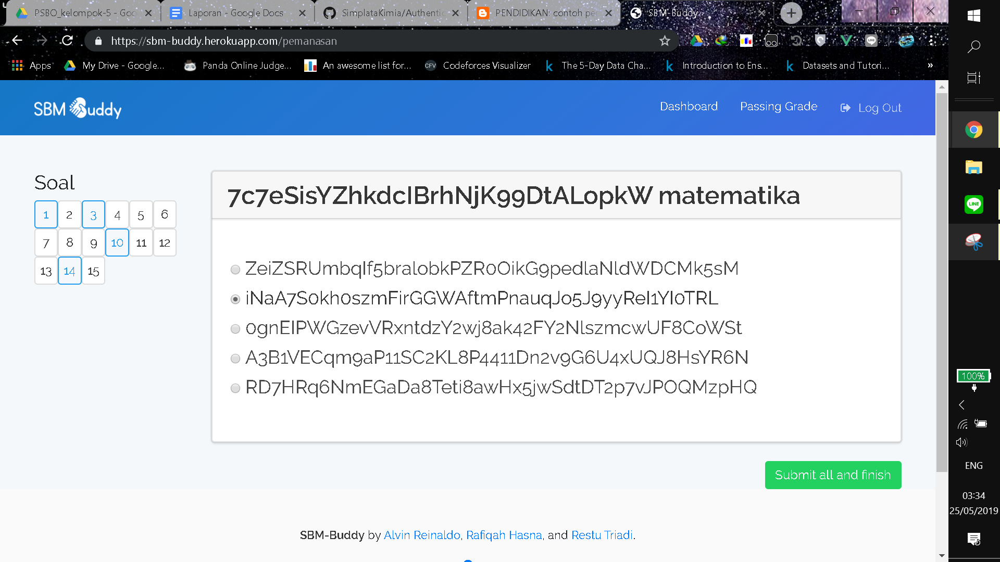 PSBO_kelompok-5 - Goo
Laporan - Google Docs
SimplataKimia/Authentic
PENDIDIKAN: contoh pe
SBM-Buddy
https://sbm-buddy.herokuapp.com/pemanasan
Apps
My Drive - Google...
Panda Online Judge...
An awesome list for...
CFV
Codeforces Visualizer
The 5-Day Data Cha...
Introduction to Ens...
Datasets and Tutori...
»
SBM Buddy
Dashboard
Passing Grade
Log Out
Soal
1 2 3 4 5 6
7 8 9 10 11 12
13 14 15
7c7eSisYZhkdcIBrhNjK99DtALopkW matematika
ZeiZSRUmbqIf5bralobkPZR0OikG9pedlaNldWDCMk5sM
iNaA7S0kh0szmFirGGWAftmPnauqJo5J9yyReI1YI0TRL
0gnEIPWGzevVRxntdzY2wj8ak42FY2NlszmcwUF8CoWSt
A3B1VECqm9aP11SC2KL8P4411Dn2v9G6U4xUQJ8HsYR6N
RD7HRq6NmEGaDa8Teti8awHx5jwSdtDT2p7vJPOQMzpHQ
Submit all and finish
SBM-Buddy by Alvin Reinaldo, Rafiqah Hasna, and Restu Triadi.
LINE
100%
ENG
03:34
25/05/2019